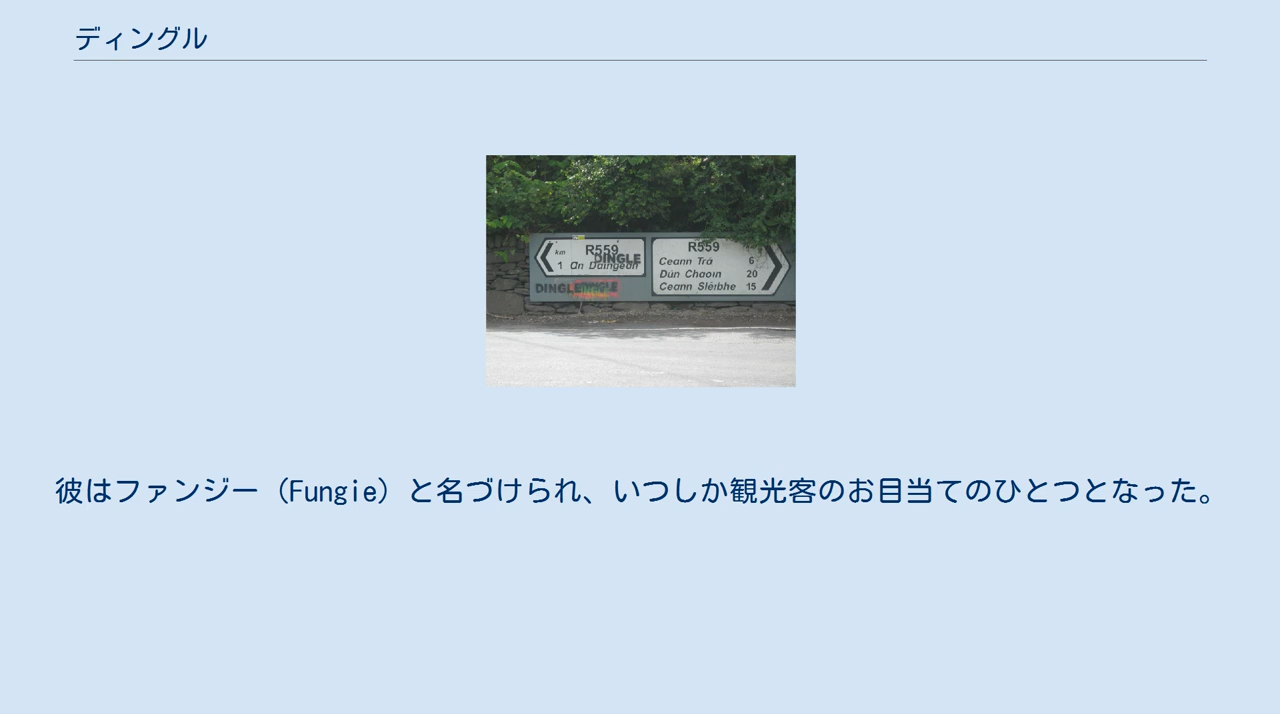 ディングル
R559
km
DINGLE
1 An Daingean
DINGLE DINGLE
R559
Ceann Trá 6
Dún Chaoin 20
Ceann Sléibhe 15
彼はファンジー（Fungie）と名づけられ、いつしか観光客のお目当てのひとつとなった。